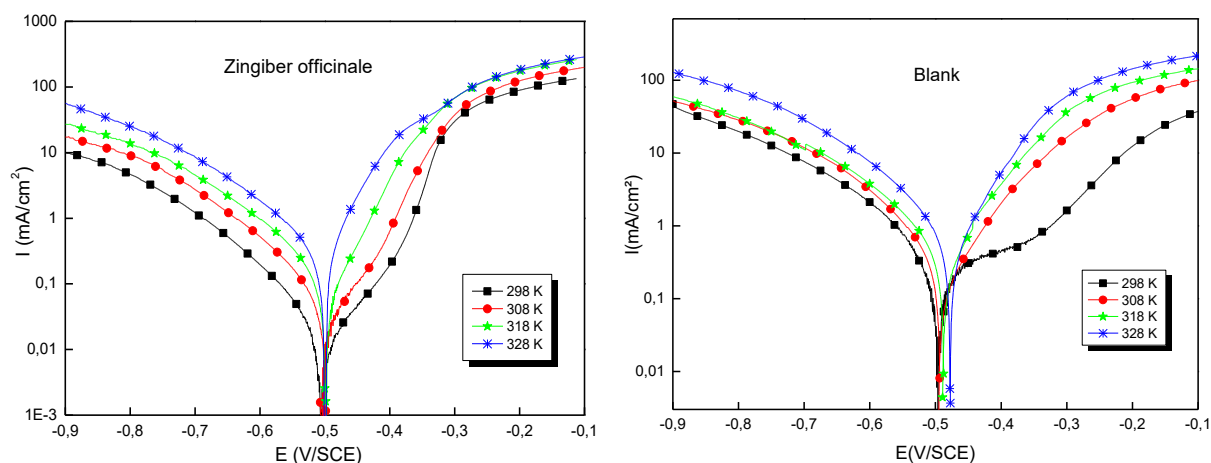 Zingiber officinale
I (mA/cm²)
1000
100
10
1
0,1
0,01
1E-3
298 K
308 K
318 K
328 K
-0,9 -0,8 -0,7 -0,6 -0,5 -0,4 -0,3 -0,2 -0,1
E (V/SCE)
Blank
I(mA/cm²)
100
10
1
0,1
0,01
298 K
308 K
318 K
328 K
-0,9 -0,8 -0,7 -0,6 -0,5 -0,4 -0,3 -0,2 -0,1
E(V/SCE)